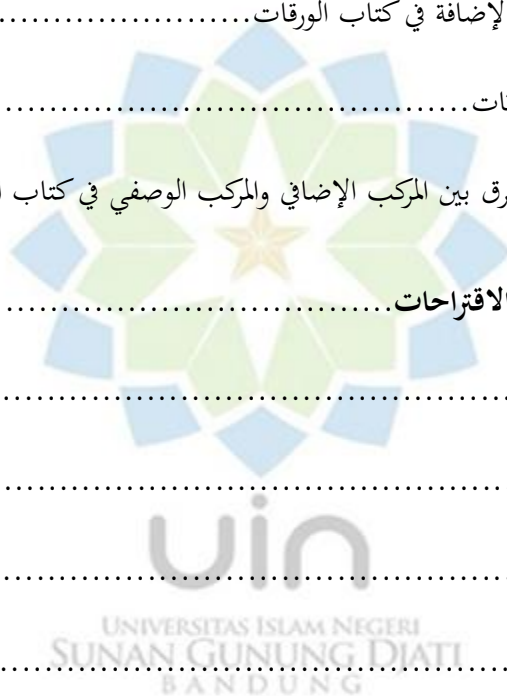 لإضافة في كتاب الورقات......................
ات..........................................
رق بين المركب الإضافي والمركب الوصفي في كتاب ا
الاقتراحات..................................
.............................................
.............................................
.............................................
.............................................
uin
UNIVERSITAS ISLAM NEGERI
SUNAN GUNUNG DJATI
BANDUNG